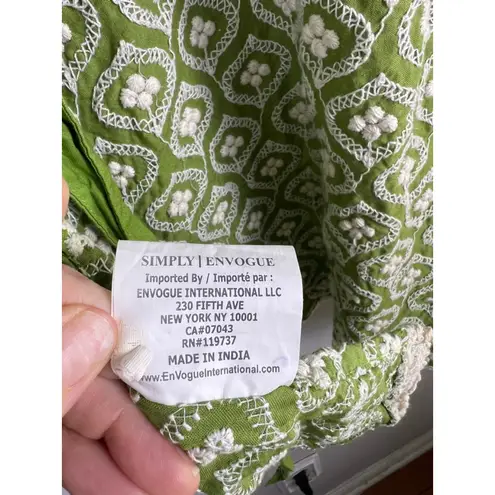 SIMPLY | ENVOGUE
Imported By / Importé par :
ENVOGUE INTERNATIONAL LLC
230 FIFTH AVE
NEW YORK NY 10001
CA#07043
RN#119737
MADE IN INDIA
www.EnVogueInternational.com